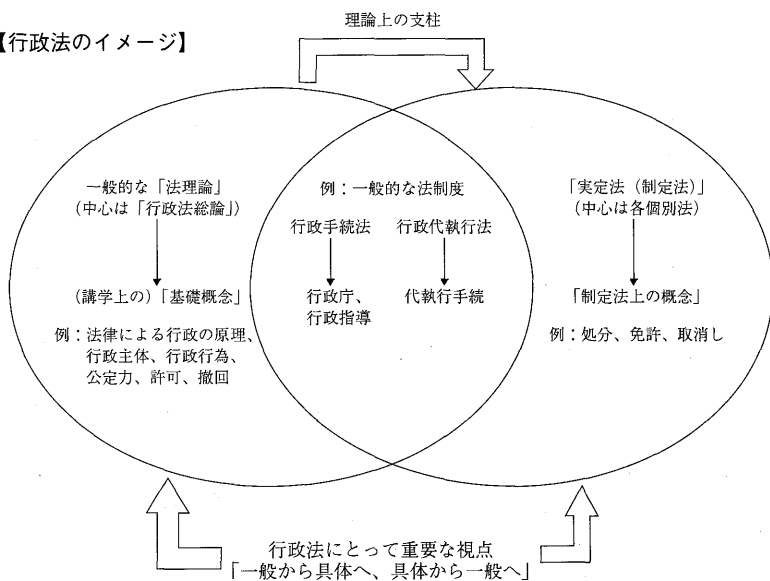 理論上の支柱
【行政法のイメージ】
一般的な「法理論」
(中心は「行政法総論」)
(講学上の)「基礎概念」
例:法律による行政の原理、
行政主体、行政行為、
公定力、許可、撤回
例:一般的な法制度
行政手続法 行政代執行法
行政庁、 代執行手続
行政指導
「実定法(制定法)」
(中心は各個別法)
「制定法上の概念」
例:処分、免許、取消し
行政法にとって重要な視点
「一般から具体へ、具体から一般へ」